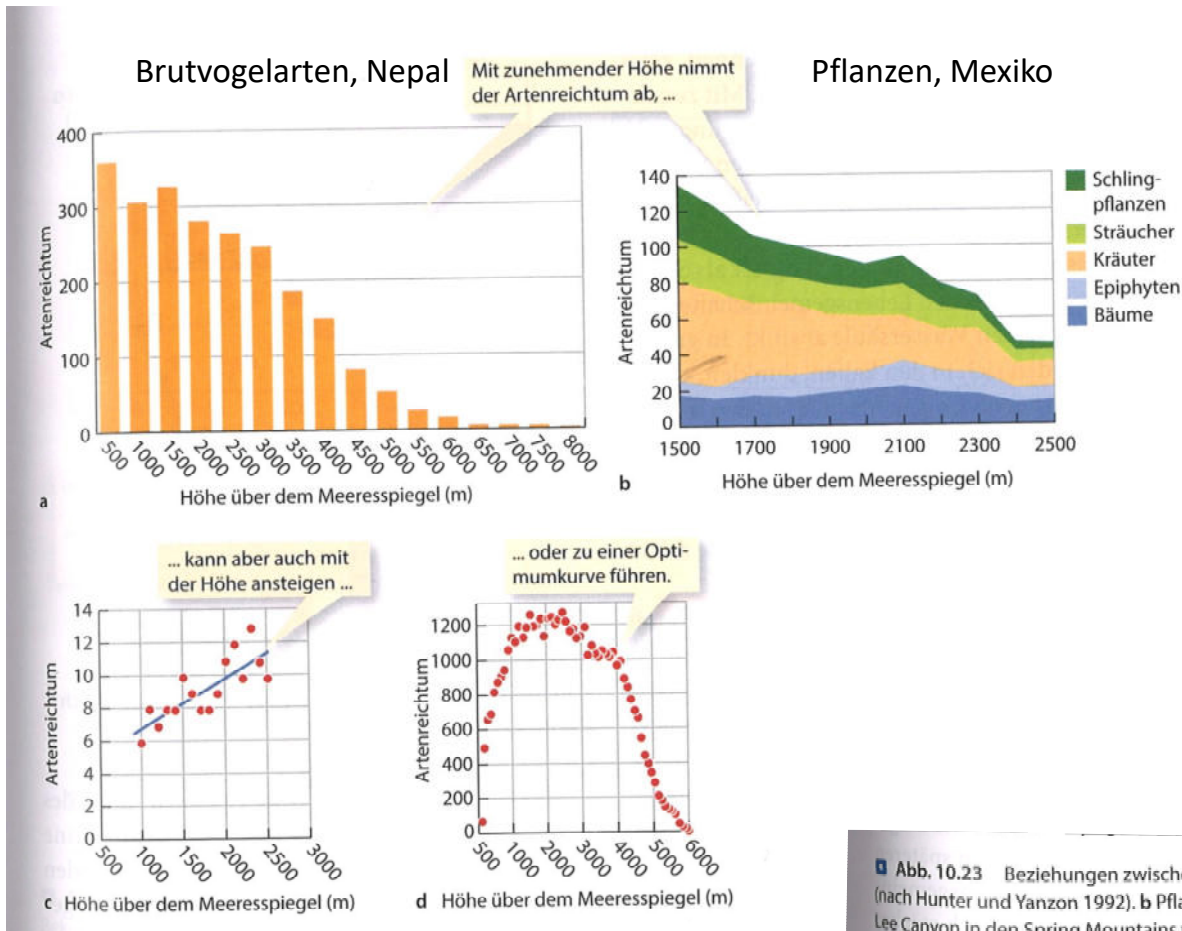 Brutvogelarten, Nepal
Mit zunehmender Höhe nimmt
der Artenreichtum ab, ...
Pflanzen, Mexiko
400
300
200
100
0
Artenreichtum
500
1000
1500
2000
2500
3000
3500
4000
4500
5000
5500
6000
6500
7000
7500
8000
Höhe über dem Meeresspiegel (m)
a
140
120
100
80
60
40
20
0
Artenreichtum
1500 1700 1900 2100 2300 2500
Höhe über dem Meeresspiegel (m)
b
Schling-
pflanzen
Sträucher
Kräuter
Epiphyten
Bäume
... kann aber auch mit
der Höhe ansteigen ...
14
12
10
8
6
4
2
0
Artenreichtum
500
1000
1500
2000
2500
3000
c Höhe über dem Meeresspiegel (m)
... oder zu einer Opti-
mumkurve führen.
1200
1000
800
600
400
200
0
Artenreichtum
500
1000
2000
3000
4000
5000
6000
d Höhe über dem Meeresspiegel (m)
Abb. 10.23 Beziehungen zwische
(nach Hunter und Yanzon 1992). b Pfla
Lee Canyon in den Spring Mountains